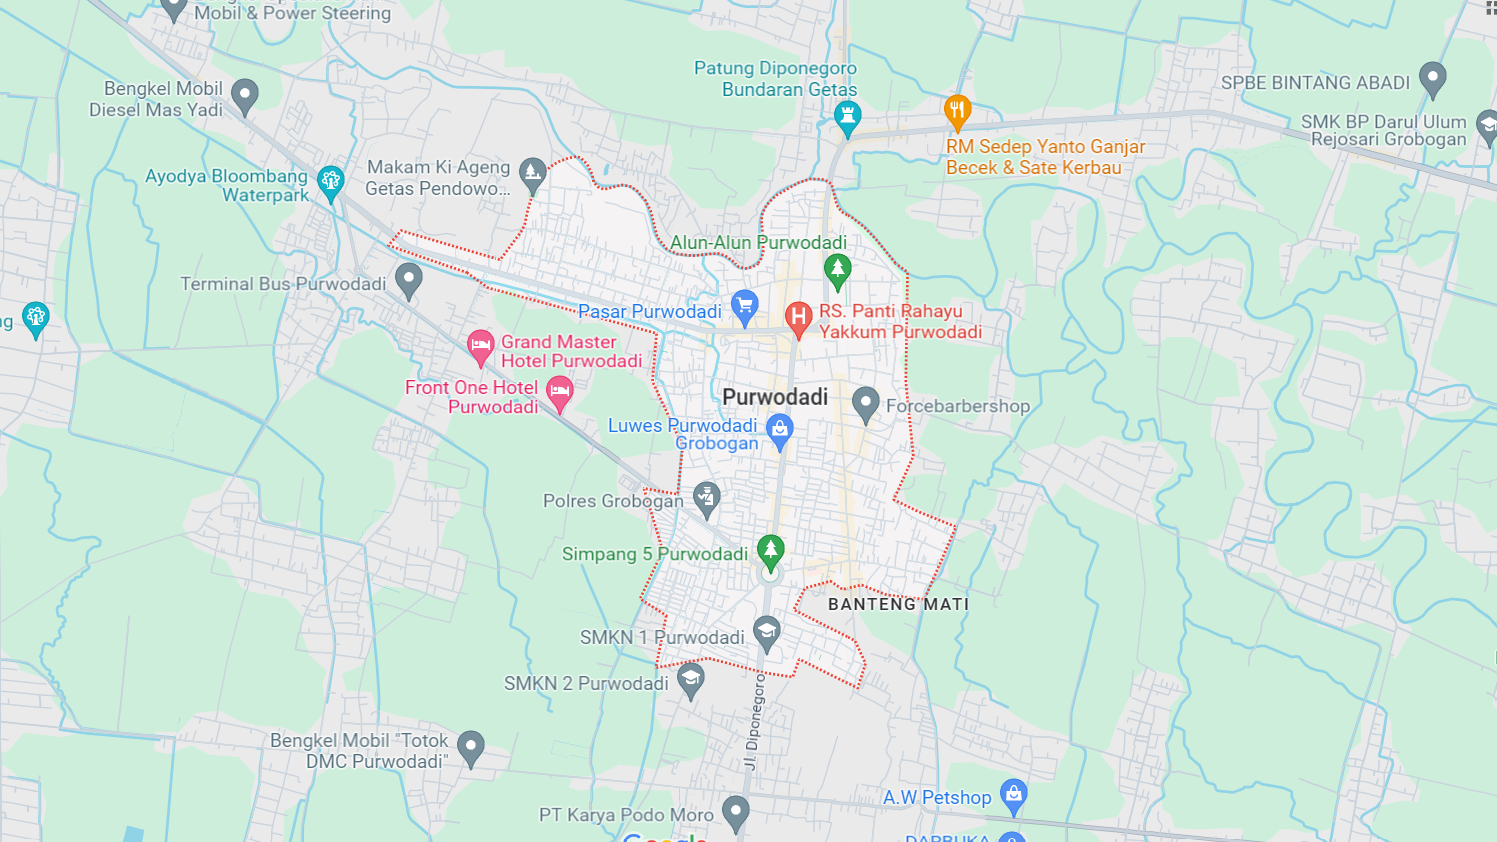 Mobil & Power Steering
Bengkel Mobil
Diesel Mas Yadi
Patung Diponegoro
Bundaran Getas
SPBE BINTANG ABADI
SMK BP Darul Ulum
Rejosari Grobogan
RM Sedep Yanto Ganjar
Becek & Sate Kerbau
Makam Ki Ageng
Getas Pendowo...
Ayodya Bloombang
Waterpark
Alun-Alun Purwodadi
Terminal Bus Purwodadi
Pasar Purwodadi
RS. Panti Rahayu
Yakkum Purwodadi
ng
Grand Master
Hotel Purwodadi
Front One Hotel
Purwodadi
Purwodadi
Forcebarbershop
Luwes Purwodadi
Grobogan
Polres Grobogan
Simpang 5 Purwodadi
BANTENG MATI
SMKN 1 Purwodadi
SMKN 2 Purwodadi
Jl. Diponegoro
Bengkel Mobil "Totok
DMC Purwodadi"
A.W Petshop
PT Karya Podo Moro
Google